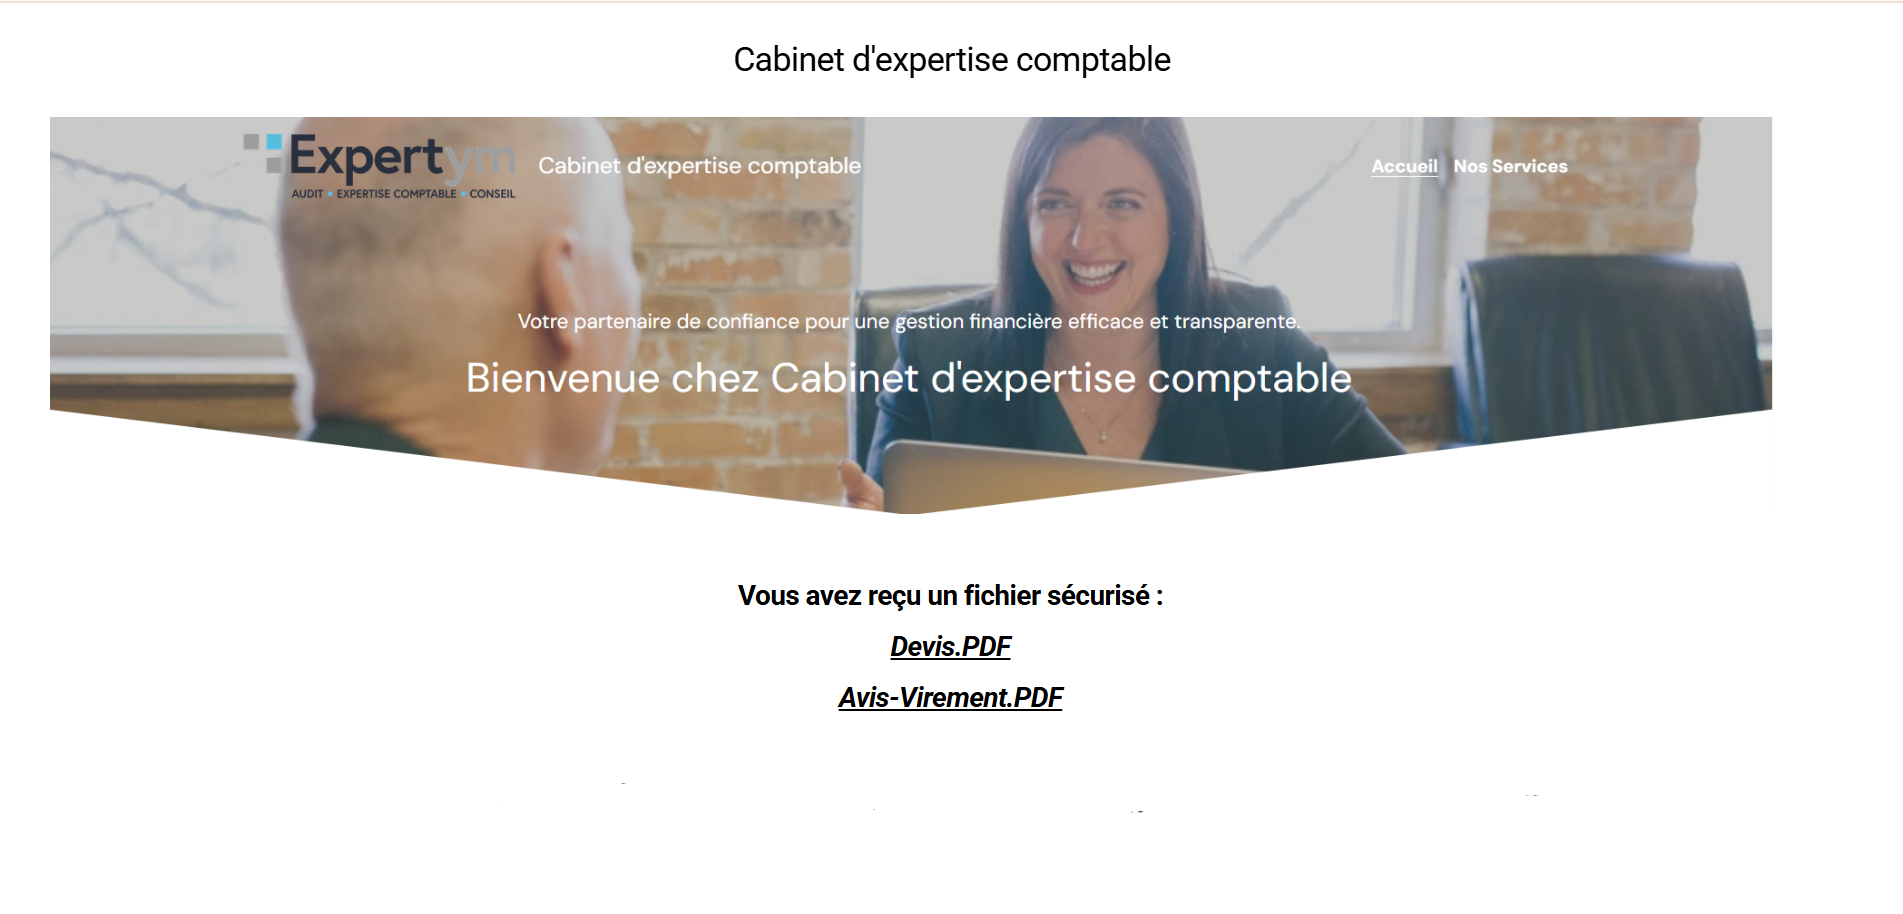 Cabinet d'expertise comptable
Expertym
AUDIT • EXPERTISE COMPTABLE • CONSEIL
Cabinet d'expertise comptable
Accueil Nos Services
Votre partenaire de confiance pour une gestion financière efficace et transparente.
Bienvenue chez Cabinet d'expertise comptable
Vous avez reçu un fichier sécurisé :
Devis.PDF
Avis-Virement.PDF